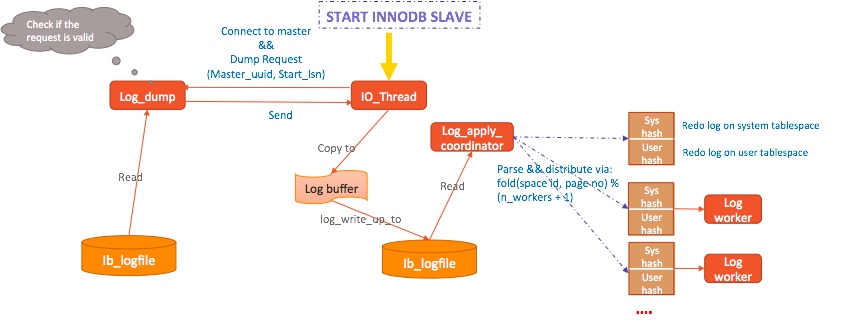 Check if the
request is valid
START INNODB SLAVE
Connect to master
&&
Dump Request
(Master_uuid, Start_lsn)
Log_dump
IO_Thread
Send
Copy to
Read
Log buffer
log_write_up_to
Ib_logfile
Ib_logfile
Read
Log_apply_
coordinator
Parse && distribute via:
fold(space id, page no) %
(n_workers + 1)
Sys
hash
User
hash
Redo log on system tablespace
Redo log on user tablespace
Sys
hash
User
hash
Log
worker
Sys
hash
User
hash
Log
worker
....